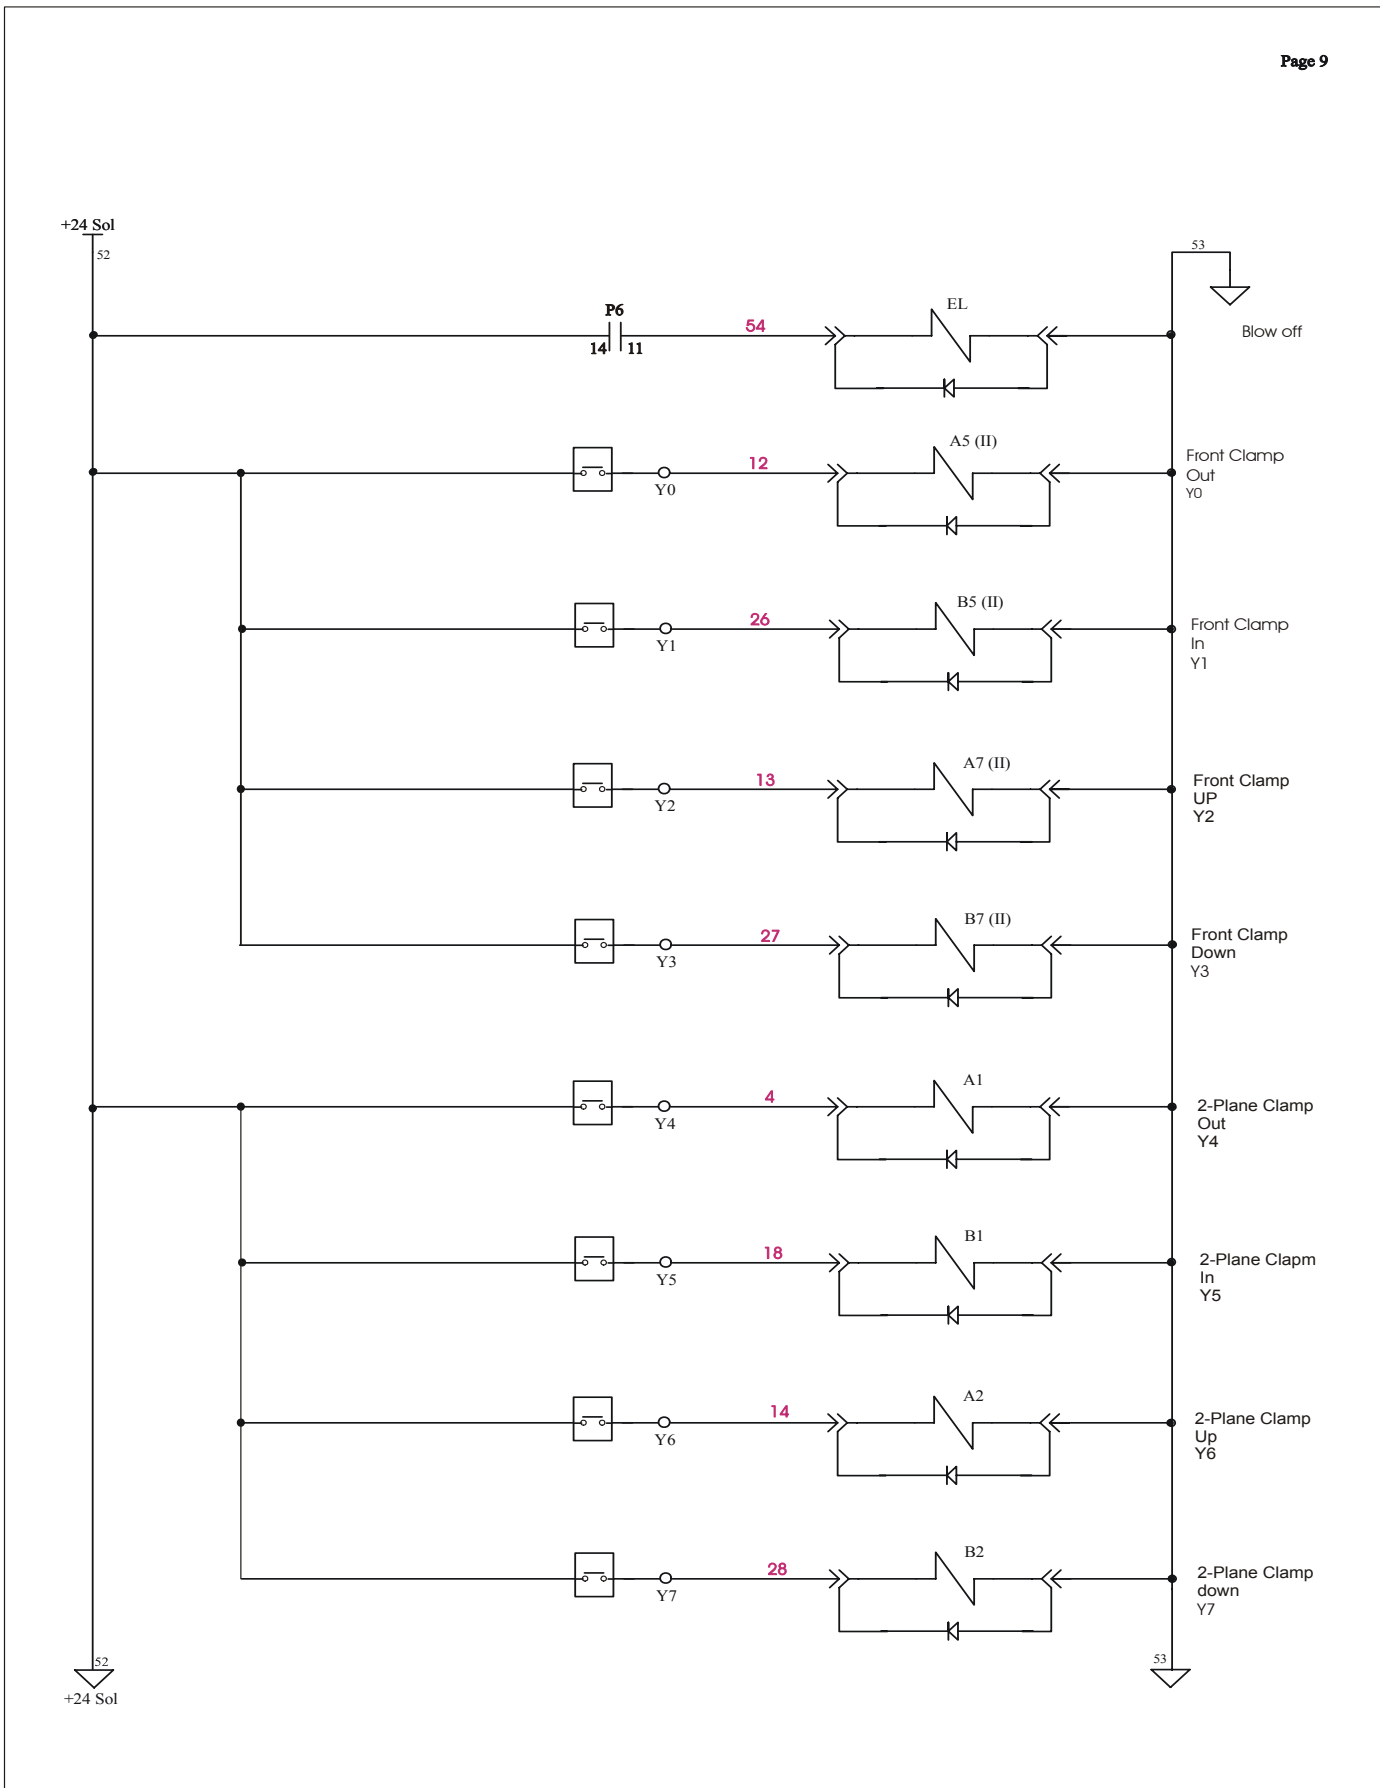 Page 9
+24 Sol
52
53
P6
14 11
54
EL
Blow off
A5 (II)
12
Y0
Front Clamp
Out
Y0
B5 (II)
26
Y1
Front Clamp
In
Y1
A7 (II)
13
Y2
Front Clamp
UP
Y2
B7 (II)
27
Y3
Front Clamp
Down
Y3
A1
4
Y4
2-Plane Clamp
Out
Y4
B1
18
Y5
2-Plane Clapm
In
Y5
A2
14
Y6
2-Plane Clamp
Up
Y6
B2
28
Y7
2-Plane Clamp
down
Y7
52
+24 Sol
53